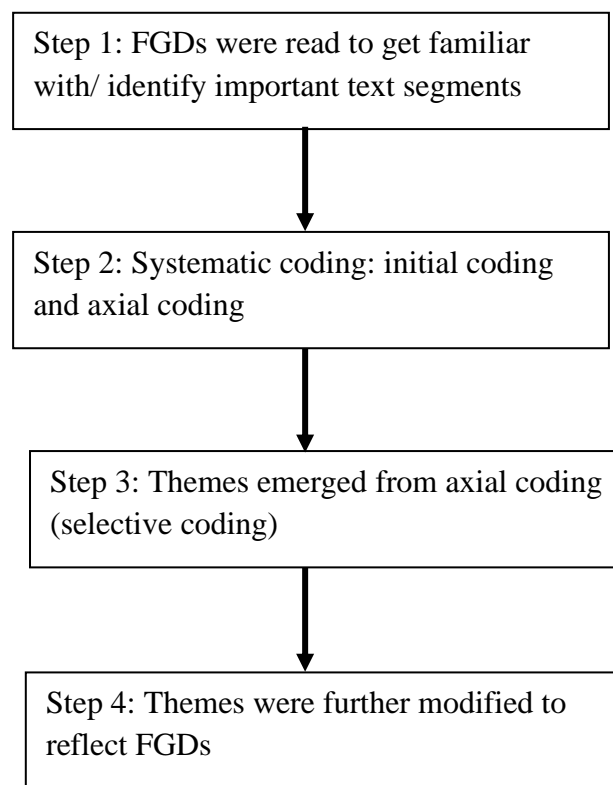 Step 1: FGDs were read to get familiar
with/ identify important text segments
Step 2: Systematic coding: initial coding
and axial coding
Step 3: Themes emerged from axial coding
(selective coding)
Step 4: Themes were further modified to
reflect FGDs